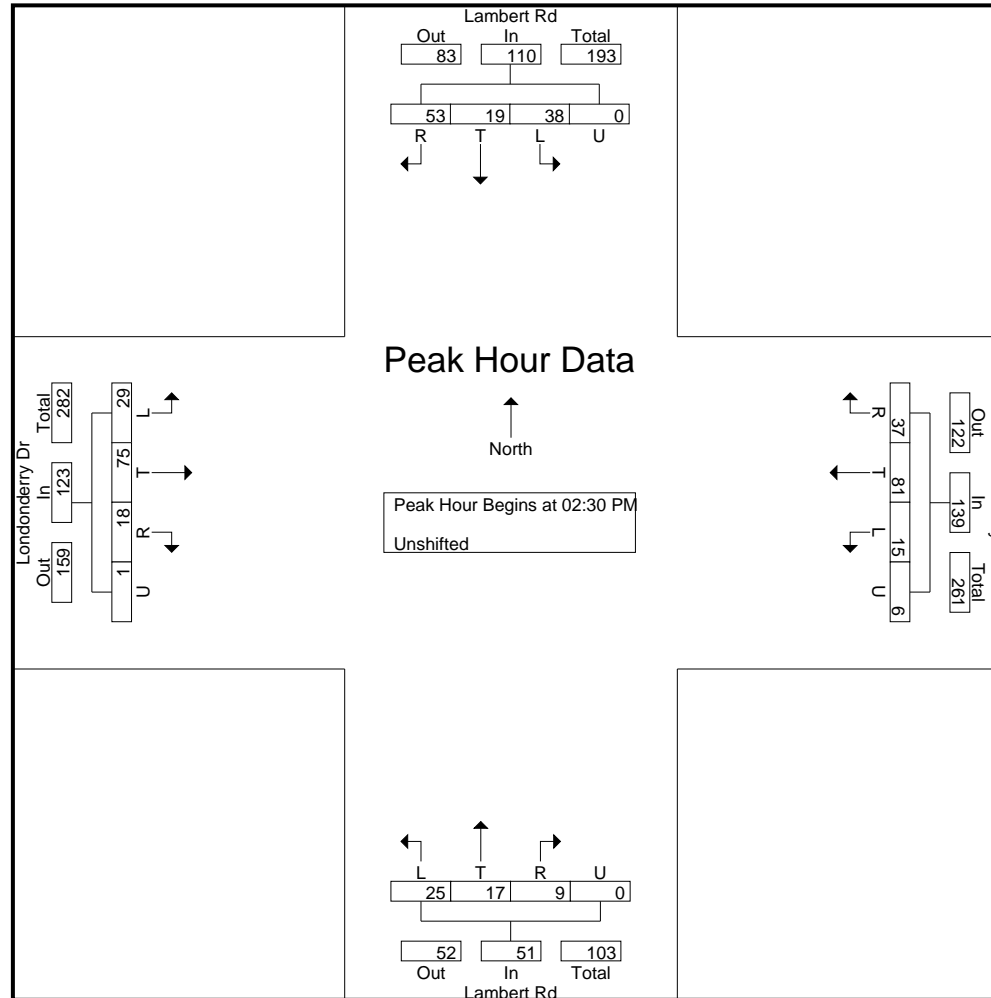 Lambert Rd
Out In Total
83 110 193
53 19 38 0
R T L U
Peak Hour Data
North
Peak Hour Begins at 02:30 PM
Unshifted
Londonderry Dr
Out In Total
159 123 282
29 75 18 1
L T R U
Out In Total
122 139 261
37 81 15 6
R T L U
L T R U
25 17 9 0
52 51 103
Out In Total
Lambert Rd